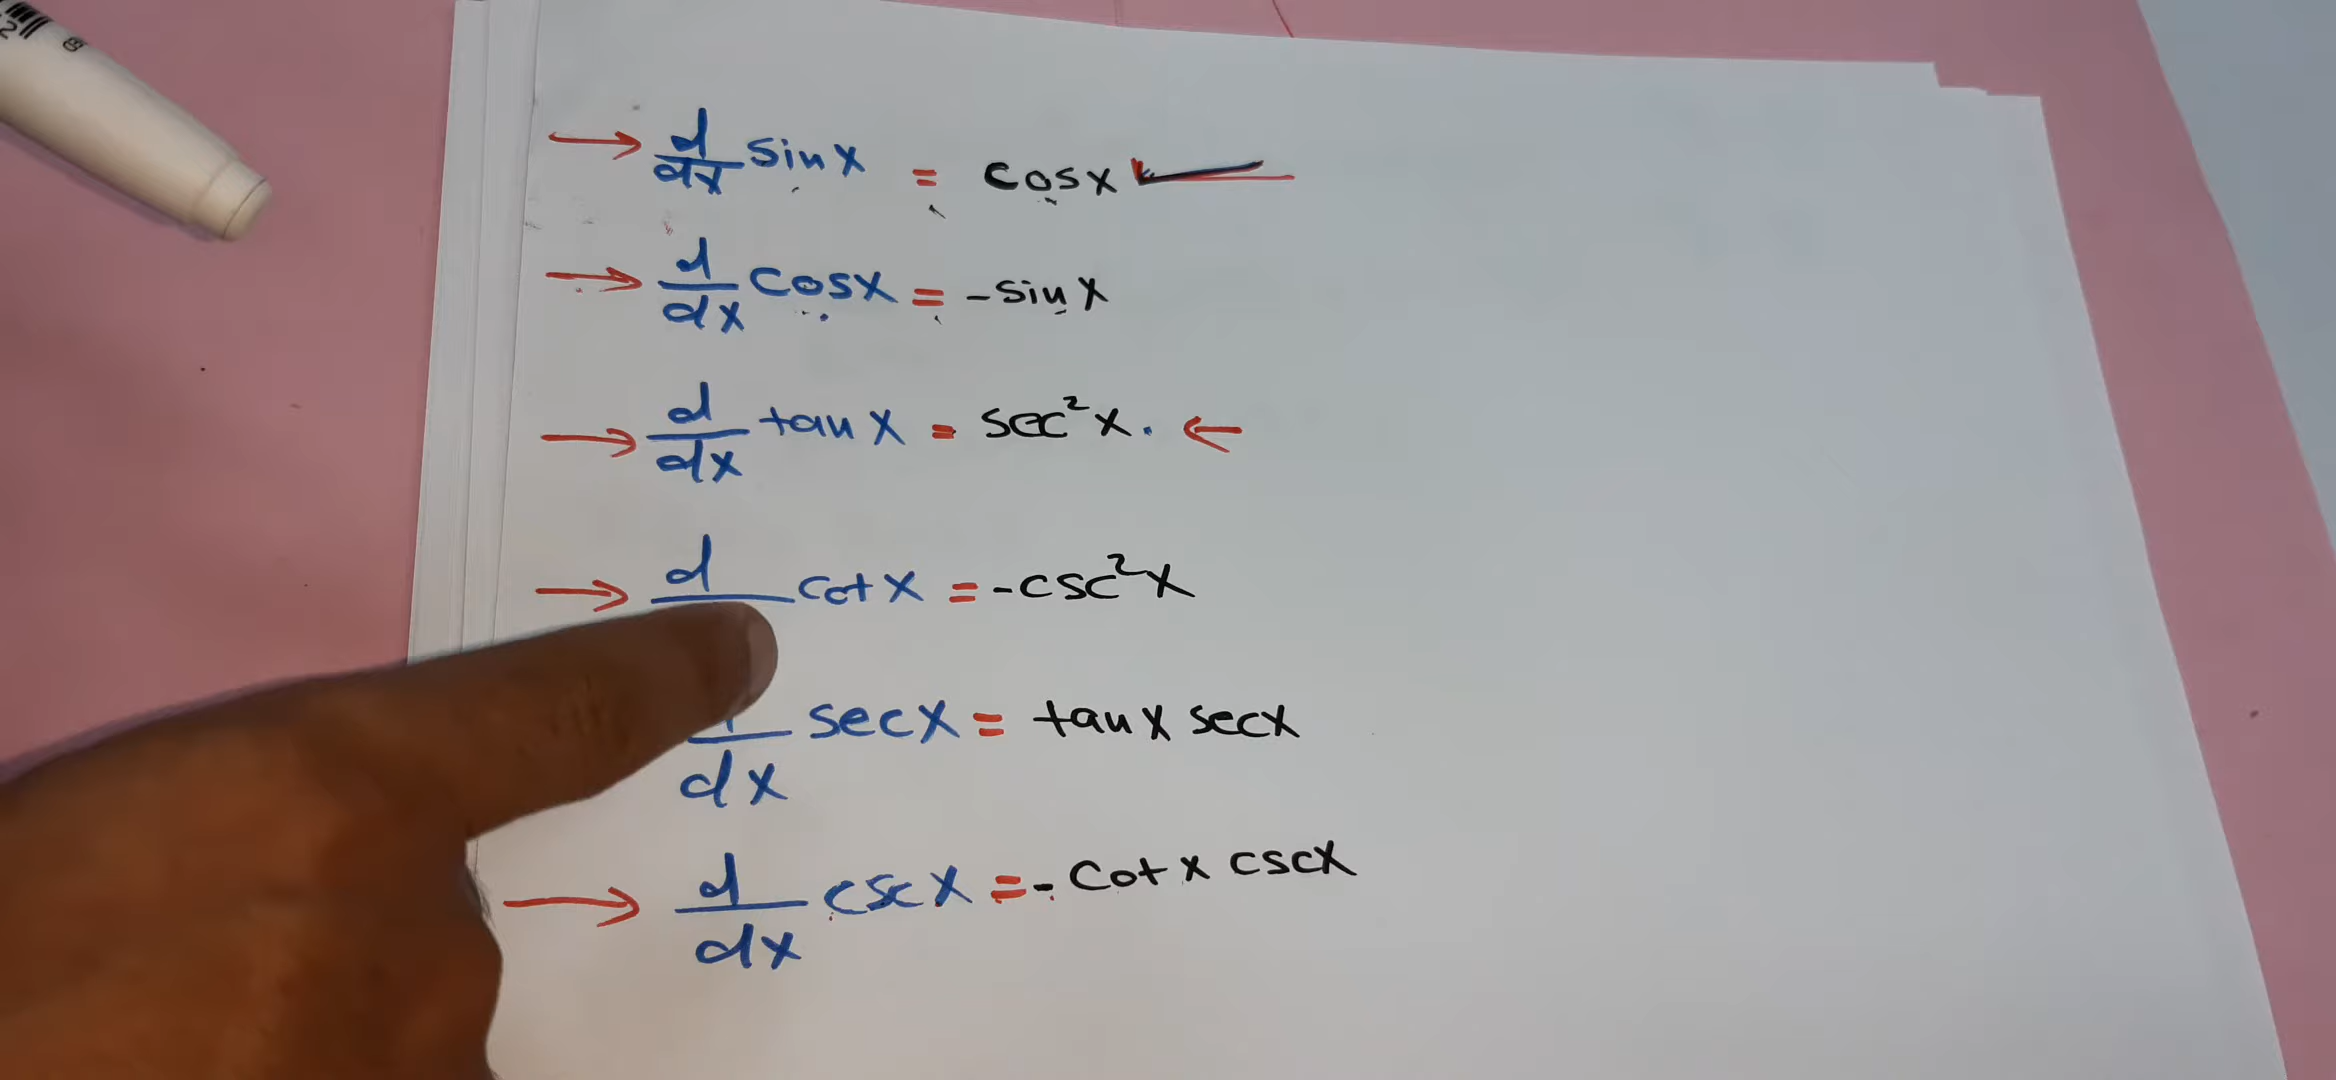 d/dx sin x = cos x
d/dx cos x = - sin x
d/dx tan x = sec²x.
d cot x = - csc²x
dx sec x = tan x sec x
d/dx csc x = - cot x csc x